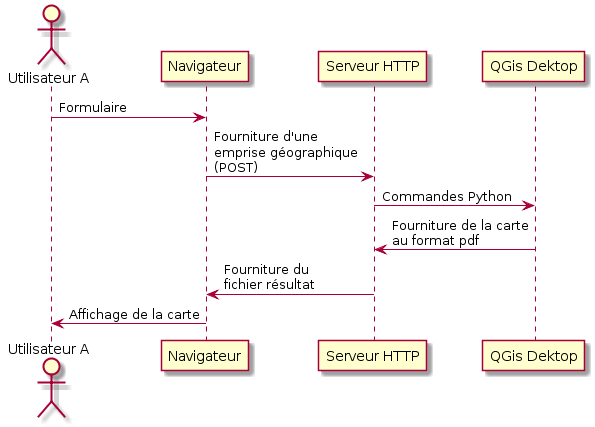 Utilisateur A
Navigateur
Serveur HTTP
QGis Dektop
Formulaire
Fourniture d'une
emprise géographique
(POST)
Commandes Python
Fourniture de la carte
au format pdf
Fourniture du
fichier résultat
Affichage de la carte
Utilisateur A
Navigateur
Serveur HTTP
QGis Dektop